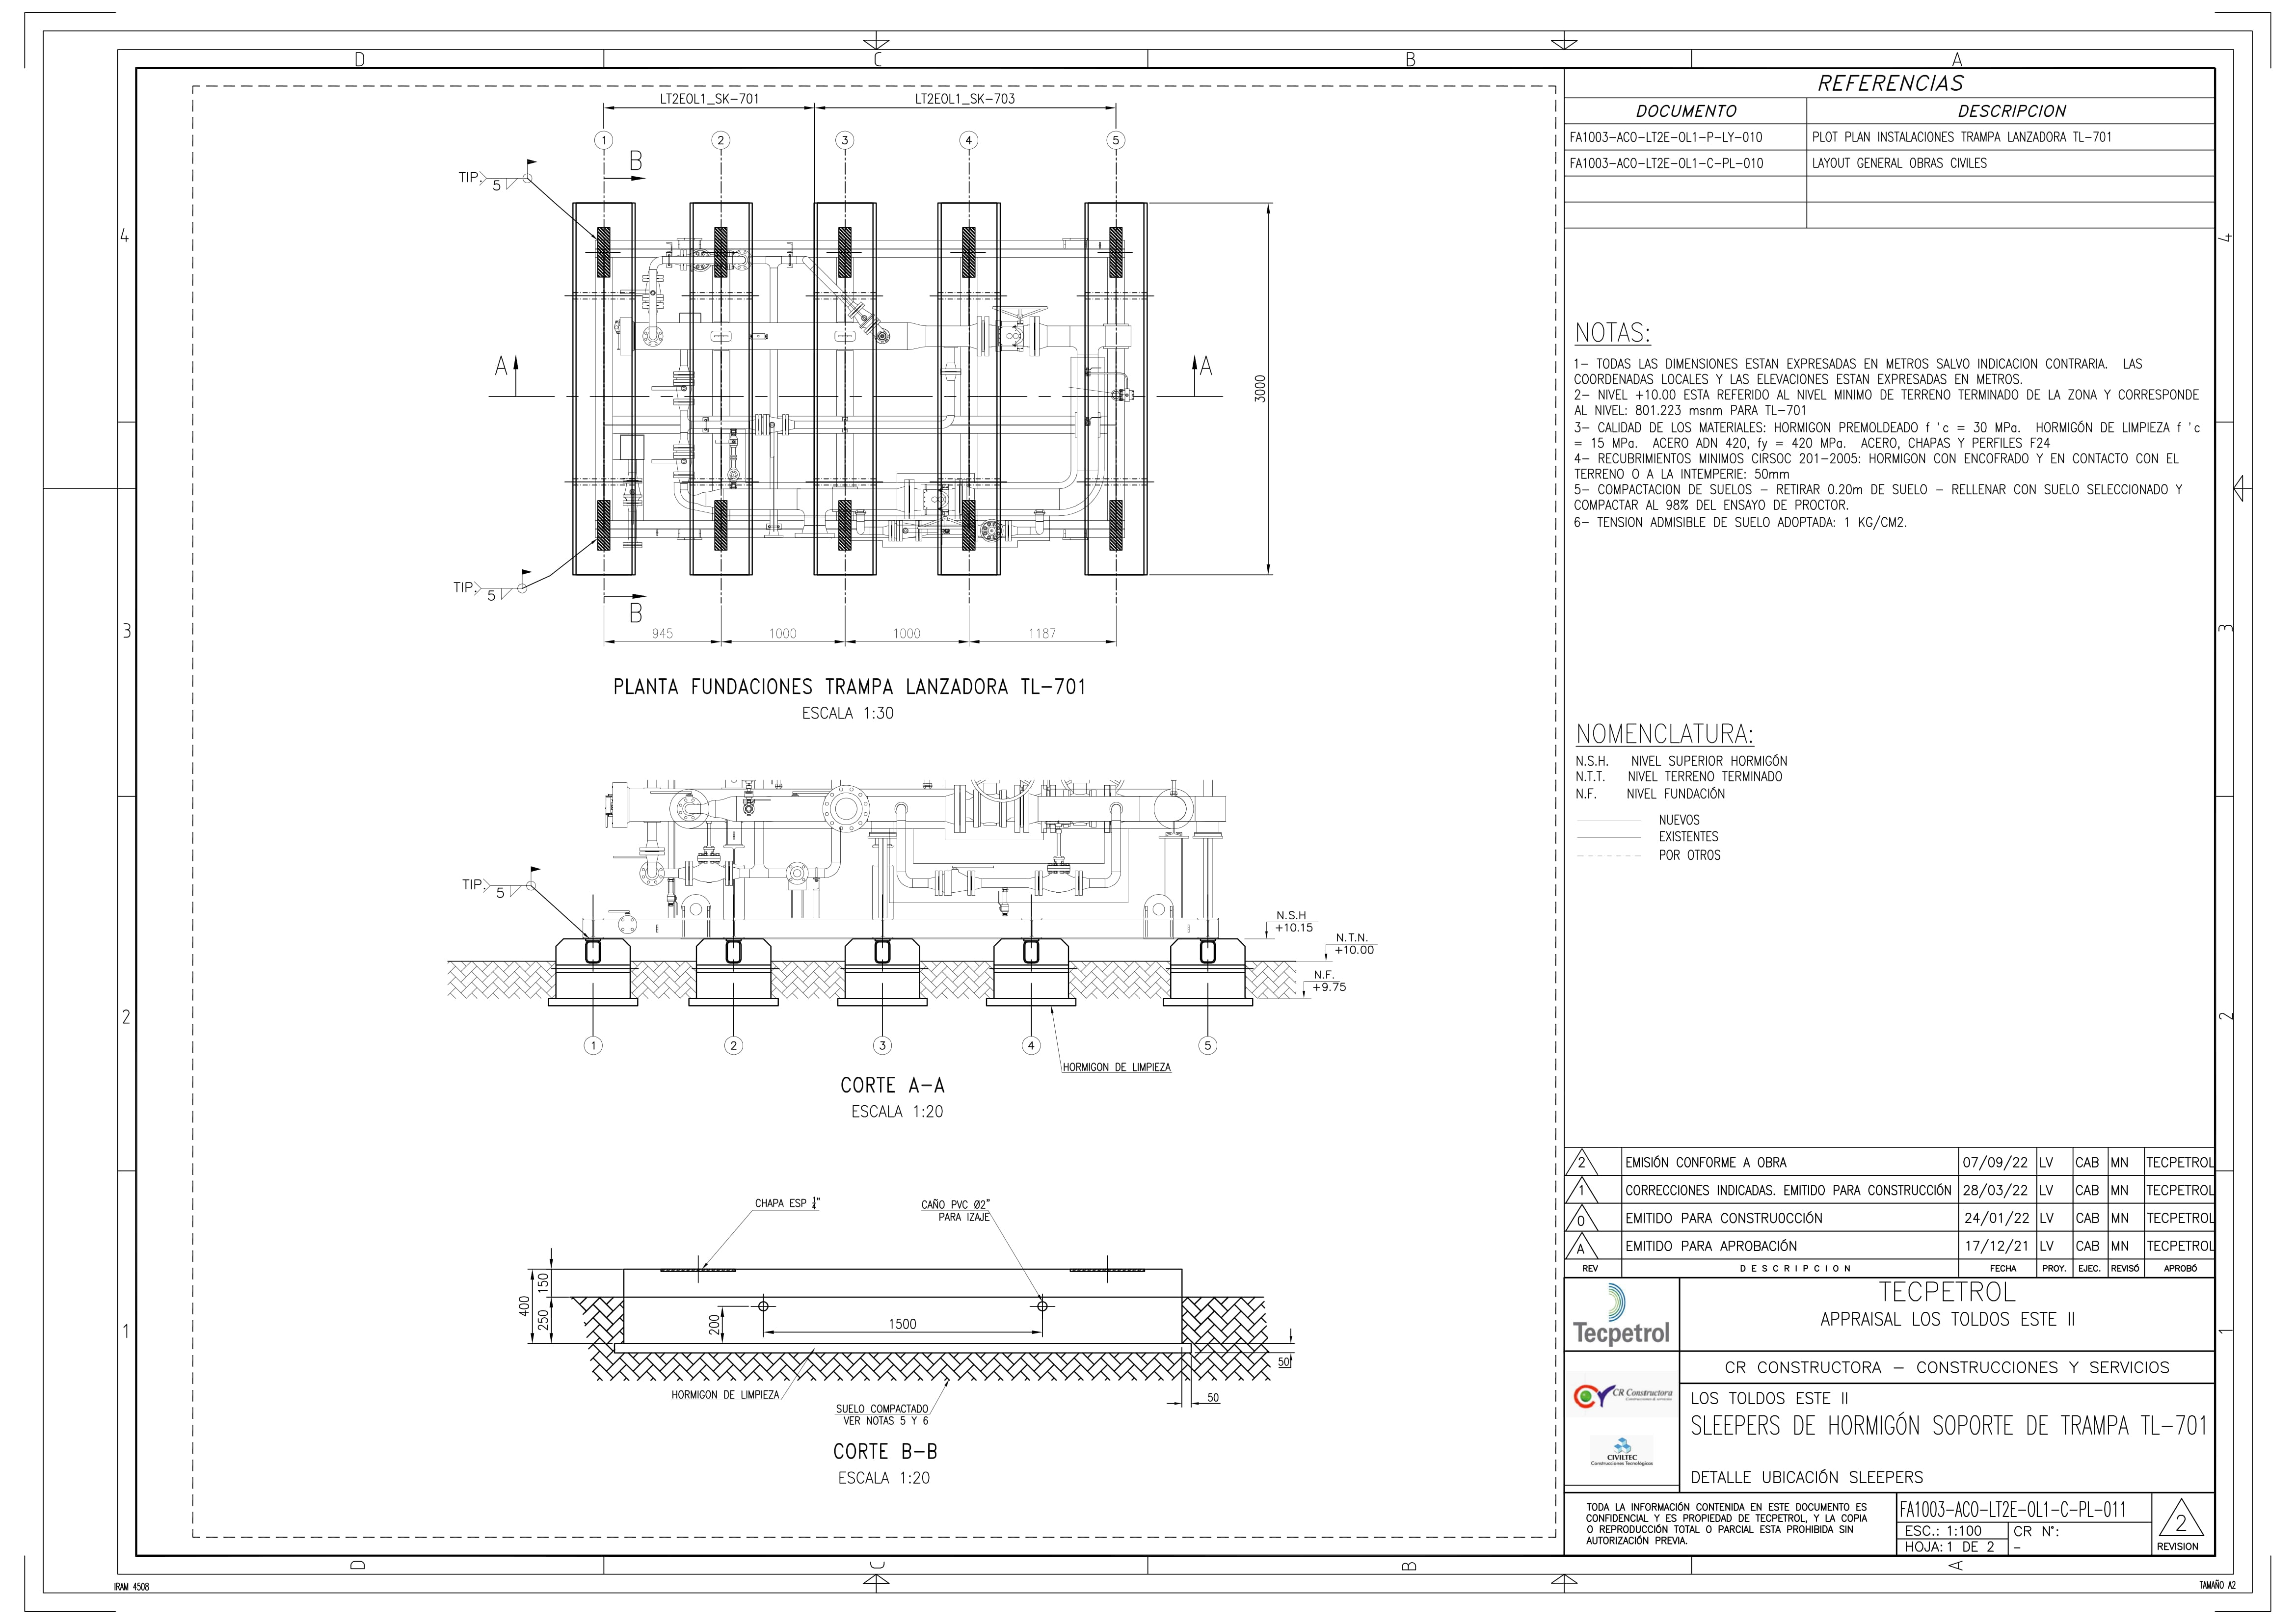 D
C
B
A
4
3
2
1
LT2EOL1_SK-701
LT2EOL1_SK-703
1
2
3
4
5
B
TIP.
5
A
A
3000
TIP.
5
B
945
1000
1000
1187
PLANTA FUNDACIONES TRAMPA LANZADORA TL-701
ESCALA 1:30
TIP.
5
N.S.H
+10.15
N.T.N.
+10.00
N.F.
+9.75
1
2
3
4
5
HORMIGON DE LIMPIEZA
CORTE A-A
ESCALA 1:20
CHAPA ESP 1/4"
CAÑO PVC Ø2"
PARA IZAJE
400
150
250
200
1500
50
50
HORMIGON DE LIMPIEZA
SUELO COMPACTADO
VER NOTAS 5 Y 6
CORTE B-B
ESCALA 1:20
REFERENCIAS
DOCUMENTO DESCRIPCION
FA1003-ACO-LT2E-OL1-P-LY-010 PLOT PLAN INSTALACIONES TRAMPA LANZADORA TL-701
FA1003-ACO-LT2E-OL1-C-PL-010 LAYOUT GENERAL OBRAS CIVILES
NOTAS:
1- TODAS LAS DIMENSIONES ESTAN EXPRESADAS EN METROS SALVO INDICACION CONTRARIA. LAS
COORDENADAS LOCALES Y LAS ELEVACIONES ESTAN EXPRESADAS EN METROS.
2- NIVEL +10.00 ESTA REFERIDO AL NIVEL MINIMO DE TERRENO TERMINADO DE LA ZONA Y CORRESPONDE
AL NIVEL: 801.223 msnm PARA TL-701
3- CALIDAD DE LOS MATERIALES: HORMIGON PREMOLDEADO f 'c = 30 MPa. HORMIGÓN DE LIMPIEZA f 'c
= 15 MPa. ACERO ADN 420, fy = 420 MPa. ACERO, CHAPAS Y PERFILES F24
4- RECUBRIMIENTOS MINIMOS CIRSOC 201-2005: HORMIGON CON ENCOFRADO Y EN CONTACTO CON EL
TERRENO O A LA INTEMPERIE: 50mm
5- COMPACTACION DE SUELOS - RETIRAR 0.20m DE SUELO - RELLENAR CON SUELO SELECCIONADO Y
COMPACTAR AL 98% DEL ENSAYO DE PROCTOR.
6- TENSION ADMISIBLE DE SUELO ADOPTADA: 1 KG/CM2.
NOMENCLATURA:
N.S.H. NIVEL SUPERIOR HORMIGÓN
N.T.T. NIVEL TERRENO TERMINADO
N.F. NIVEL FUNDACIÓN
NUEVOS
EXISTENTES
POR OTROS
2 EMISIÓN CONFORME A OBRA 07/09/22 LV CAB MN TECPETROL
1 CORRECCIONES INDICADAS. EMITIDO PARA CONSTRUCCIÓN 28/03/22 LV CAB MN TECPETROL
0 EMITIDO PARA CONSTRUOCCIÓN 24/01/22 LV CAB MN TECPETROL
A EMITIDO PARA APROBACIÓN 17/12/21 LV CAB MN TECPETROL
REV DESCRIPCION FECHA PROY. EJEC. REVISÓ APROBÓ
Tecpetrol
TECPETROL
APPRAISAL LOS TOLDOS ESTE II
CR Constructora
CR CONSTRUCTORA - CONSTRUCCIONES Y SERVICIOS
CIVILTEC
Construcciones Tecnológicas
LOS TOLDOS ESTE II
SLEEPERS DE HORMIGÓN SOPORTE DE TRAMPA TL-701
DETALLE UBICACIÓN SLEEPERS
TODA LA INFORMACIÓN CONTENIDA EN ESTE DOCUMENTO ES
CONFIDENCIAL Y ES PROPIEDAD DE TECPETROL, Y LA COPIA
O REPRODUCCIÓN TOTAL O PARCIAL ESTA PROHIBIDA SIN
AUTORIZACIÓN PREVIA.
FA1003-ACO-LT2E-OL1-C-PL-011
ESC.: 1:100 CR N°:
HOJA: 1 DE 2 -
2
REVISION
4
3
2
1
D
C
B
A
IRAM 4508
TAMAÑO A2